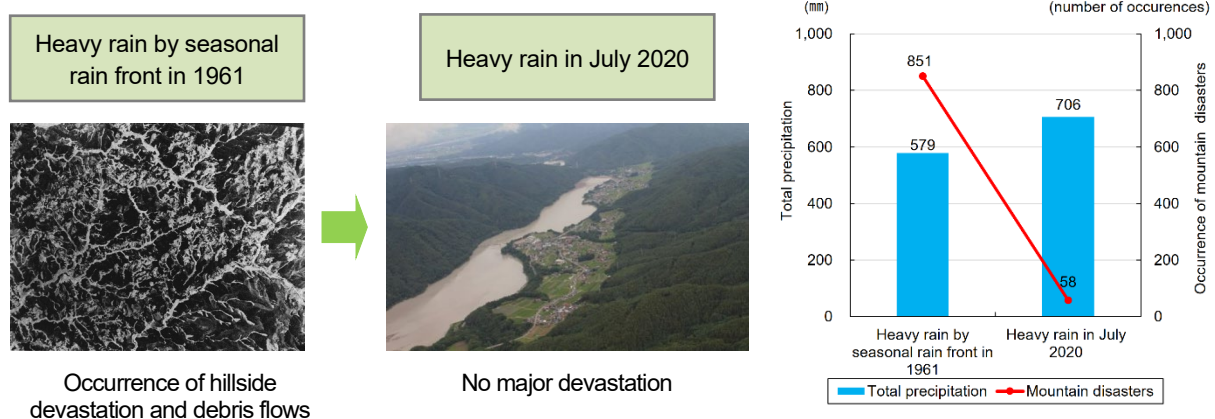 Heavy rain by seasonal
rain front in 1961
Occurrence of hillside
devastation and debris flows
Heavy rain in July 2020
No major devastation
(mm)
(number of occurences)
1,000
800
600
400
200
0
Total precipitation
851
579
706
58
1,000
800
600
400
200
0
Occurrence of mountain disasters
Heavy rain by
seasonal rain front in
1961
Heavy rain in July
2020
Total precipitation
Mountain disasters